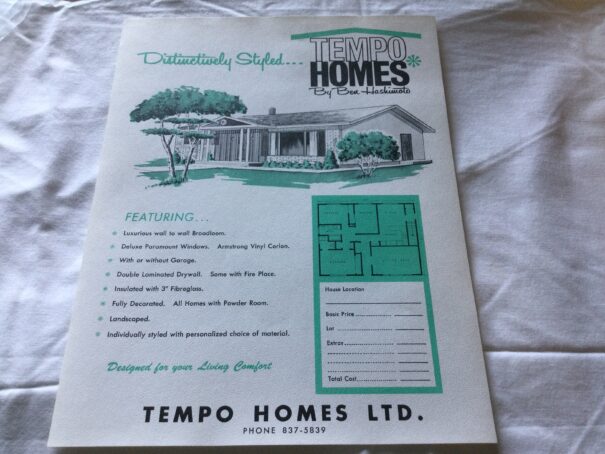 Distinctively Styled...
TEMPO
HOMES*
By Ben Hashimoto
FEATURING...
* Luxurious wall to wall Broadloom.
* Deluxe Paramount Windows. Armstrong Vinyl Corlon.
* With or without Garage.
* Double Laminated Drywall. Some with Fire Place.
* Insulated with 3" Fibreglass.
* Fully Decorated. All Homes with Powder Room.
* Landscaped.
* Individually styled with personalized choice of material.
Designed for your Living Comfort
House Location
Basic Price
Lot
Extras
Total Cost
TEMPO HOMES LTD.
PHONE 837-5839